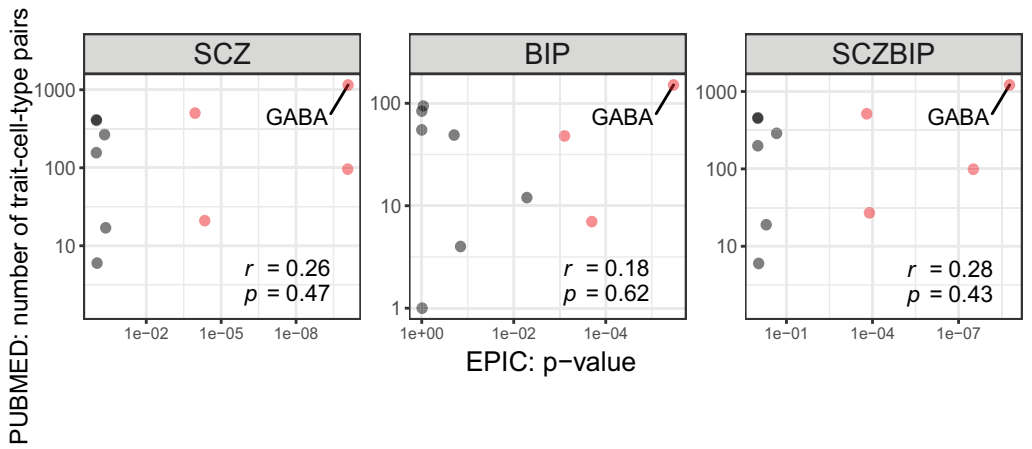 PUBMED: number of trait-cell-type pairs
SCZ
1000
100
10
GABA
r = 0.26
p = 0.47
1e−02
1e−05
1e−08
BIP
100
10
1
GABA
r = 0.18
p = 0.62
1e+00
1e−02
1e−04
SCZBIP
1000
100
10
GABA
r = 0.28
p = 0.43
1e−01
1e−04
1e−07
EPIC: p−value